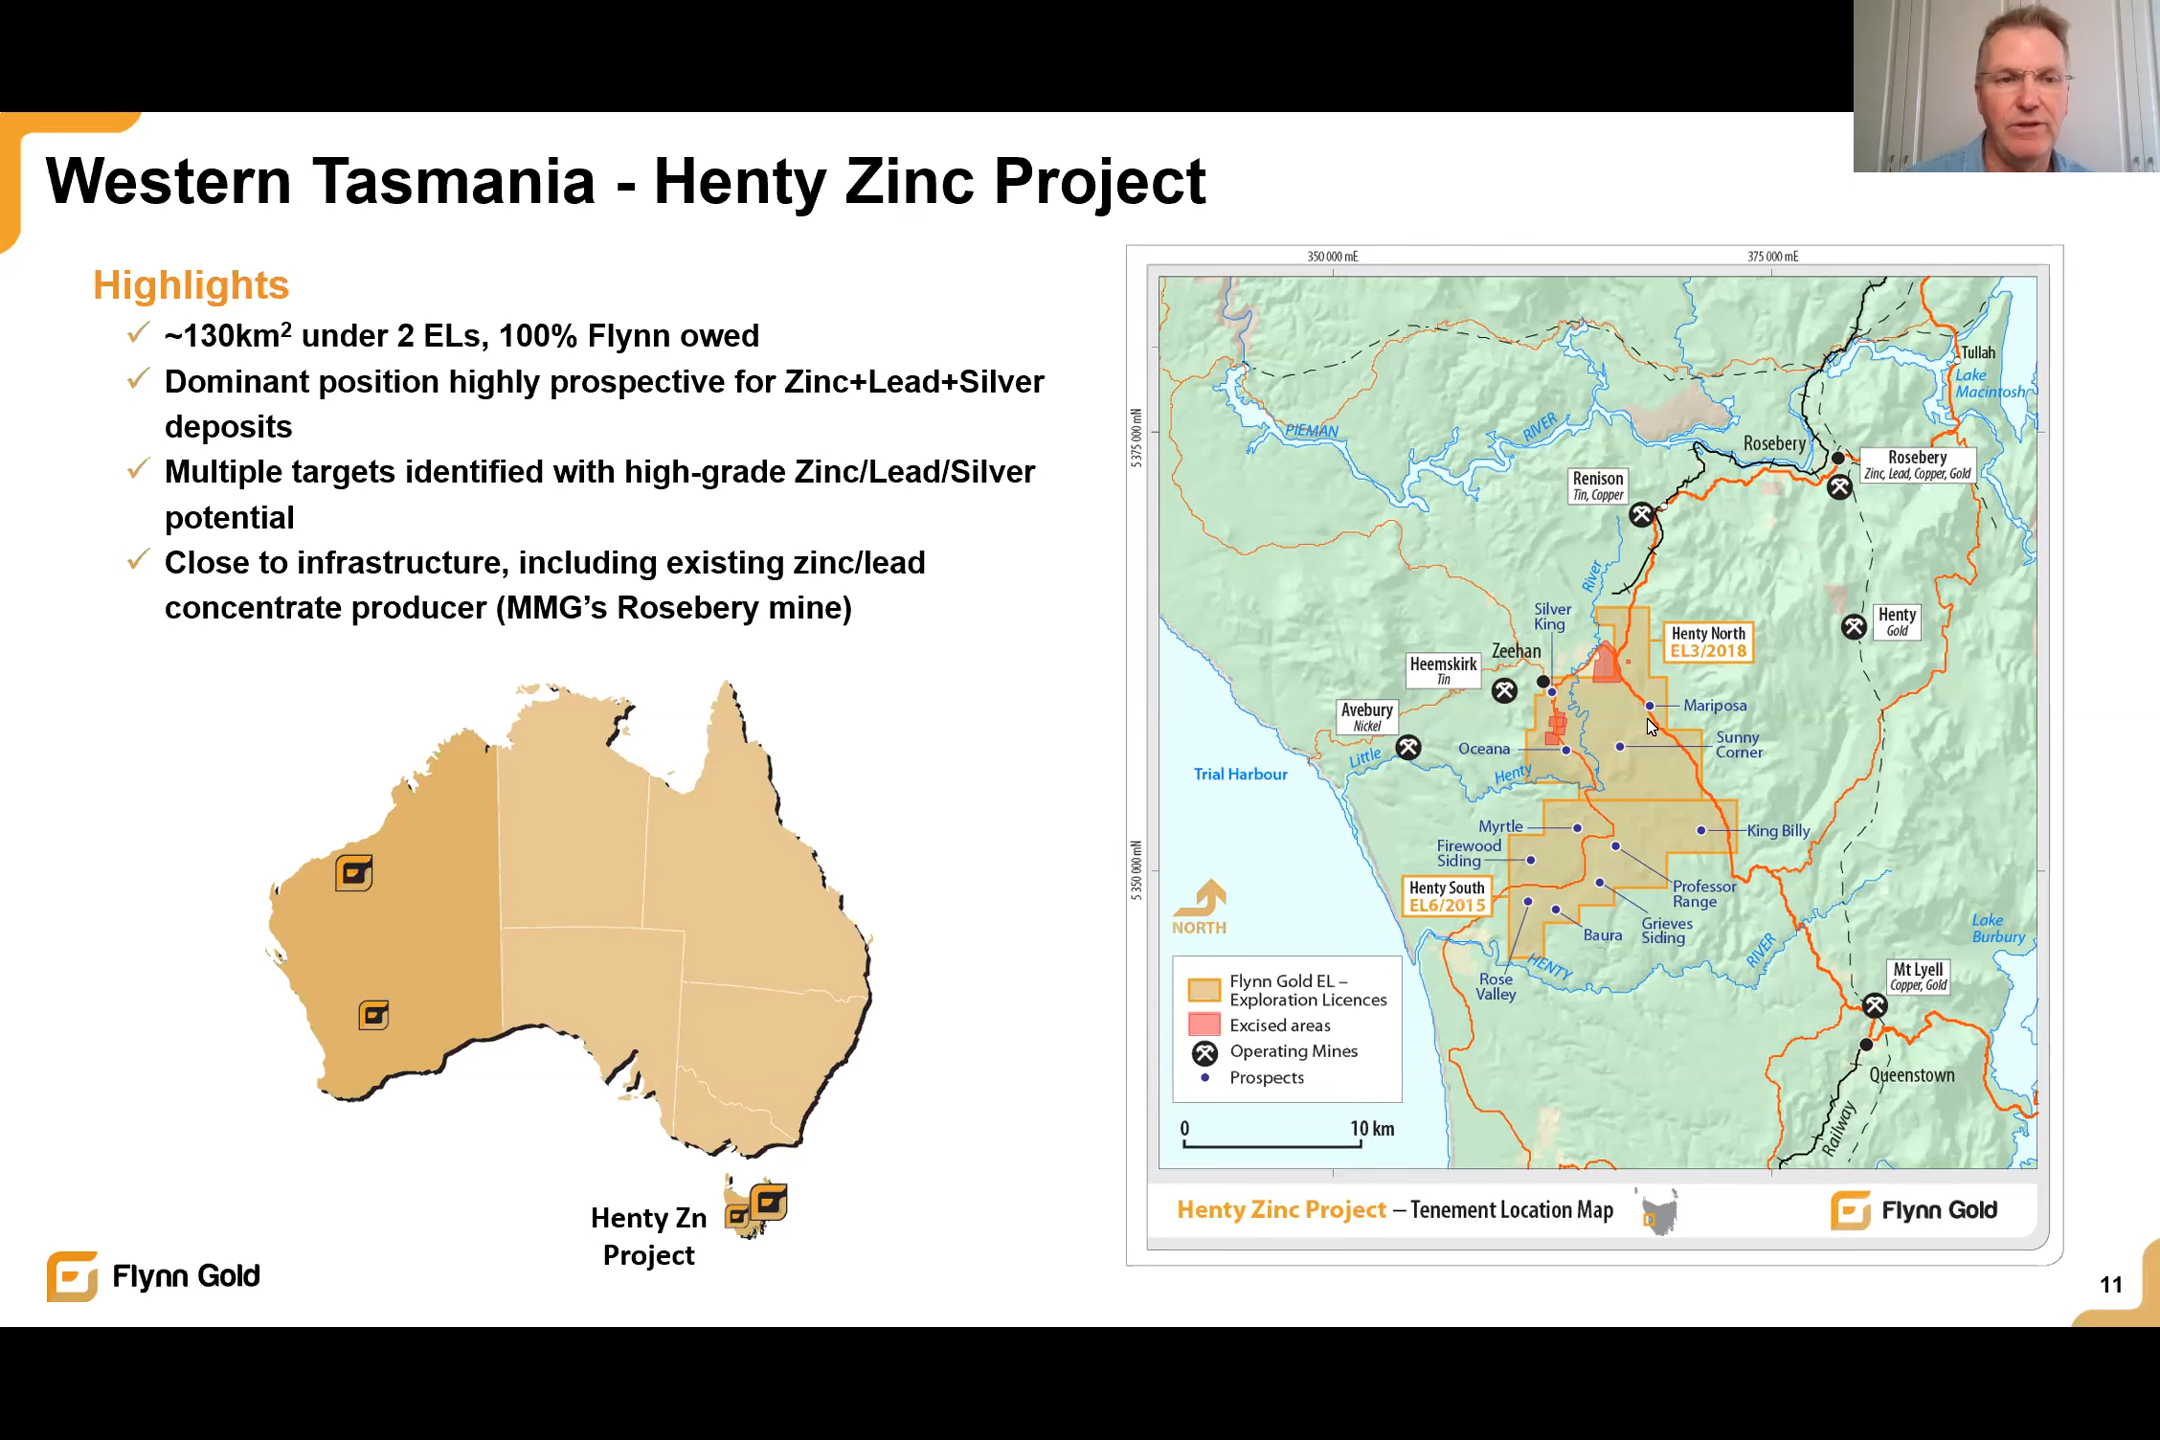 Western Tasmania - Henty Zinc Project
Highlights
✓ ~130km² under 2 ELs, 100% Flynn owed
✓ Dominant position highly prospective for Zinc+Lead+Silver
deposits
✓ Multiple targets identified with high-grade Zinc/Lead/Silver
potential
✓ Close to infrastructure, including existing zinc/lead
concentrate producer (MMG's Rosebery mine)
Henty Zn
Project
Flynn Gold
350 000 mE
375 000 mE
5 375 000 mN
5 350 000 mN
Tullah
Lake
Macintosh
PIEMAN
RIVER
Rosebery
Rosebery
Zinc, Lead, Copper, Gold
Renison
Tin, Copper
River
Silver
King
Henty North
EL3/2018
Henty
Gold
Zeehan
Heemskirk
Tin
Avebury
Nickel
Mariposa
Sunny
Corner
Oceana
Little
Henty
Trial Harbour
Myrtle
King Billy
Firewood
Siding
Henty South
EL6/2015
Professor
Range
Grieves
Siding
Baura
Rose
Valley
HENTY
RIVER
Lake
Burbury
Mt Lyell
Copper, Gold
Queenstown
Railway
NORTH
Flynn Gold EL –
Exploration Licences
Excised areas
Operating Mines
Prospects
0
10 km
Henty Zinc Project – Tenement Location Map
Flynn Gold
11